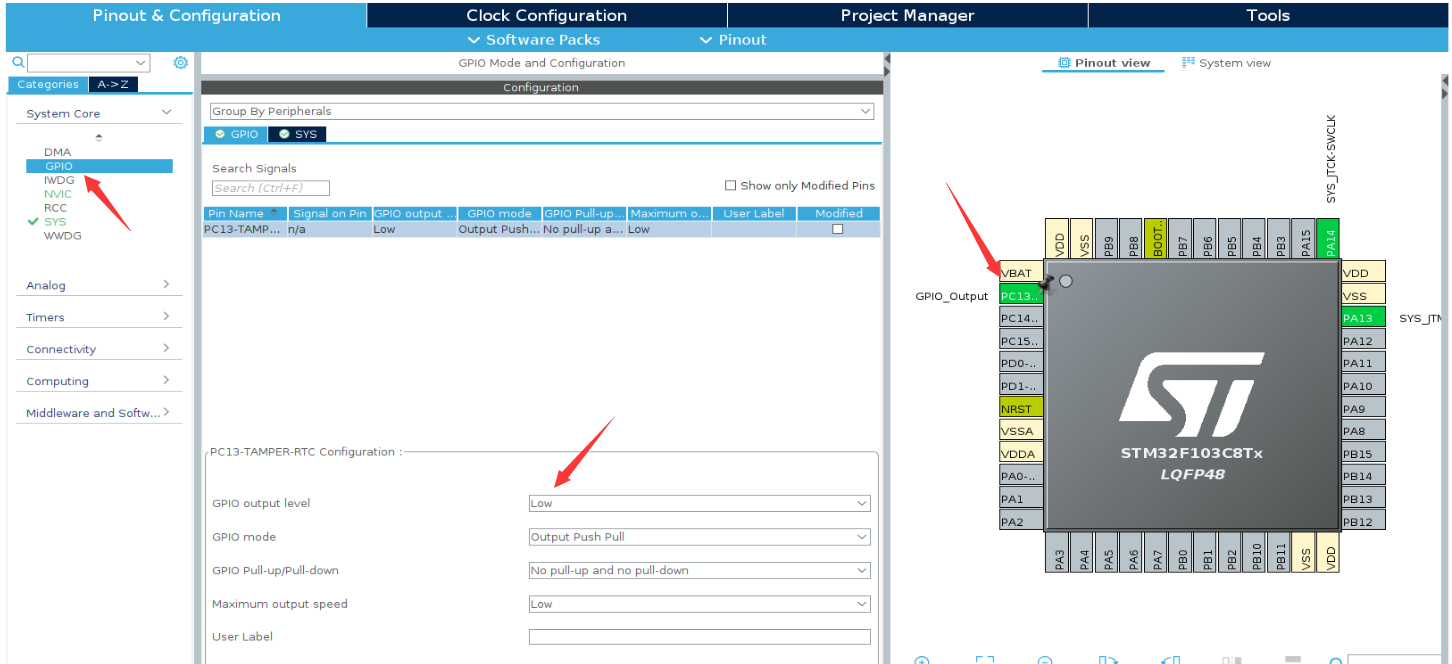 Pinout & Configuration
Clock Configuration
Project Manager
Tools
Software Packs
Pinout
GPIO Mode and Configuration
Pinout view
System view
Categories
A->Z
System Core
DMA
GPIO
IWDG
NVIC
RCC
SYS
WWDG
Analog
Timers
Connectivity
Computing
Middleware and Softw...
Configuration
Group By Peripherals
GPIO
SYS
Search Signals
Search (Ctrl+F)
Show only Modified Pins
Pin Name
Signal on Pin
GPIO output ...
GPIO mode
GPIO Pull-up...
Maximum o...
User Label
Modified
PC13-TAMP...
n/a
Low
Output Push...
No pull-up a...
Low
PC13-TAMPER-RTC Configuration :
GPIO output level
Low
GPIO mode
Output Push Pull
GPIO Pull-up/Pull-down
No pull-up and no pull-down
Maximum output speed
Low
User Label
SYS_JTCK-SWCLK
VDD
VSS
PB9
PB8
BOOT..
PB7
PB6
PB5
PB4
PB3
PA15
PA14
VBAT
GPIO_Output
PC13..
PC14..
PC15..
PD0-..
PD1-..
NRST
VSSA
VDDA
PA0-..
PA1
PA2
STM32F103C8Tx
LQFP48
VDD
VSS
PA13
SYS_JTM
PA12
PA11
PA10
PA9
PA8
PB15
PB14
PB13
PB12
PA3
PA4
PA5
PA6
PA7
PB0
PB1
PB2
PB10
PB11
VSS
VDD